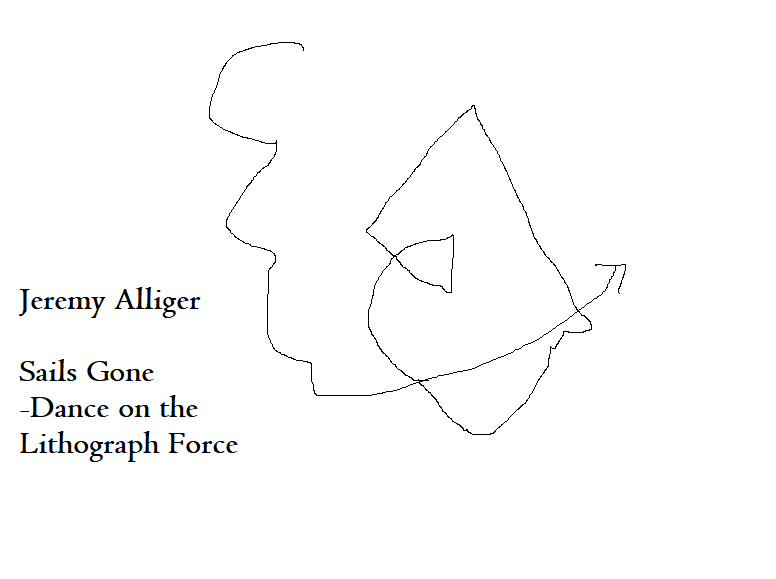 Jeremy Alliger
Sails Gone
-Dance on the
Lithograph Force